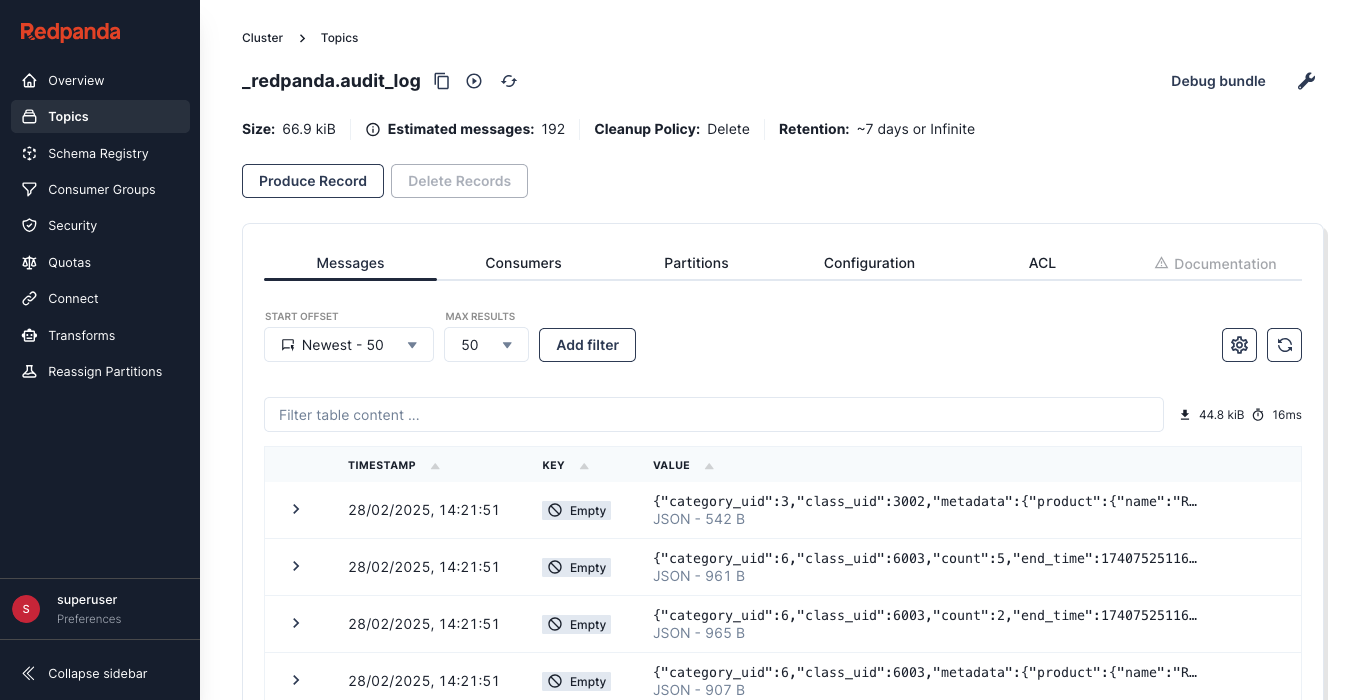 Redpanda
Overview
Topics
Schema Registry
Consumer Groups
Security
Quotas
Connect
Transforms
Reassign Partitions
S
superuser
Preferences
Collapse sidebar
Cluster > Topics
_redpanda.audit_log
Debug bundle
Size: 66.9 kiB Estimated messages: 192 Cleanup Policy: Delete Retention: ~7 days or Infinite
Produce Record Delete Records
Messages Consumers Partitions Configuration ACL Documentation
START OFFSET MAX RESULTS
Newest - 50 50 Add filter
Filter table content ... 44.8 kiB 16ms
TIMESTAMP KEY VALUE
28/02/2025, 14:21:51 Empty {"category_uid":3,"class_uid":3002,"metadata":{"product":{"name":"R…
JSON - 542 B
28/02/2025, 14:21:51 Empty {"category_uid":6,"class_uid":6003,"count":5,"end_time":17407525116…
JSON - 961 B
28/02/2025, 14:21:51 Empty {"category_uid":6,"class_uid":6003,"count":2,"end_time":17407525116…
JSON - 965 B
28/02/2025, 14:21:51 Empty {"category_uid":6,"class_uid":6003,"metadata":{"product":{"name":"R…
JSON - 907 B